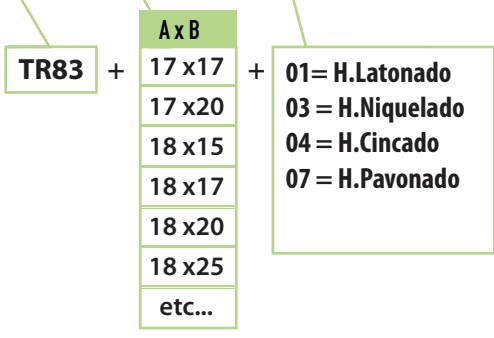 A x B
TR83 + 17 x17 + 01= H.Latonado
17 x20 03 = H.Niquelado
18 x15 04 = H.Cincado
18 x17 07 = H.Pavonado
18 x20
18 x25
etc...